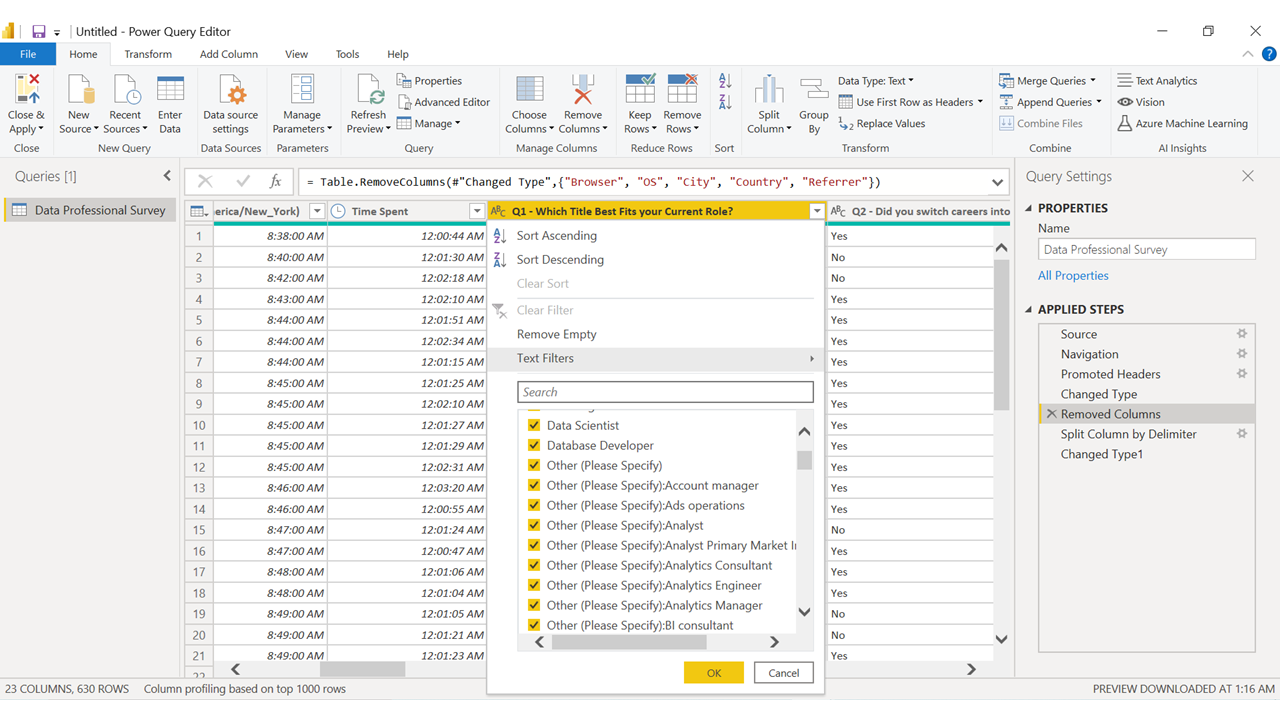 Untitled - Power Query Editor
File Home Transform Add Column View Tools Help
Close & Apply
New Source
Recent Sources
Enter Data
Data source settings
Manage Parameters
Refresh Preview
Properties
Advanced Editor
Manage
Choose Columns
Remove Columns
Keep Rows
Remove Rows
Split Column
Group By
Data Type: Text
Use First Row as Headers
Replace Values
Merge Queries
Append Queries
Combine Files
Text Analytics
Vision
Azure Machine Learning
Close New Query Data Sources Parameters Query Manage Columns Reduce Rows Sort Transform Combine AI Insights
Queries [1]
Data Professional Survey
fx = Table.RemoveColumns(#"Changed Type",{"Browser", "OS", "City", "Country", "Referrer"})
erica/New_York) Time Spent Q1 - Which Title Best Fits your Current Role? Q2 - Did you switch careers into
1 8:38:00 AM 12:00:44 AM Yes
2 8:40:00 AM 12:01:30 AM No
3 8:42:00 AM 12:02:18 AM No
4 8:43:00 AM 12:02:10 AM Yes
5 8:44:00 AM 12:01:51 AM Yes
6 8:44:00 AM 12:02:34 AM Yes
7 8:44:00 AM 12:01:15 AM Yes
8 8:45:00 AM 12:01:25 AM Yes
9 8:45:00 AM 12:02:10 AM Yes
10 8:45:00 AM 12:01:27 AM Yes
11 8:45:00 AM 12:01:29 AM Yes
12 8:45:00 AM 12:02:31 AM Yes
13 8:46:00 AM 12:03:20 AM Yes
14 8:46:00 AM 12:00:55 AM Yes
15 8:47:00 AM 12:01:24 AM No
16 8:47:00 AM 12:00:47 AM Yes
17 8:48:00 AM 12:01:06 AM Yes
18 8:48:00 AM 12:01:04 AM Yes
19 8:49:00 AM 12:01:05 AM No
20 8:49:00 AM 12:01:21 AM No
21 8:49:00 AM 12:01:23 AM Yes
22
Sort Ascending
Sort Descending
Clear Sort
Clear Filter
Remove Empty
Text Filters
Search
Data Scientist
Database Developer
Other (Please Specify)
Other (Please Specify):Account manager
Other (Please Specify):Ads operations
Other (Please Specify):Analyst
Other (Please Specify):Analyst Primary Market In
Other (Please Specify):Analytics Consultant
Other (Please Specify):Analytics Engineer
Other (Please Specify):Analytics Manager
Other (Please Specify):BI consultant
OK Cancel
Query Settings
PROPERTIES
Name
Data Professional Survey
All Properties
APPLIED STEPS
Source
Navigation
Promoted Headers
Changed Type
Removed Columns
Split Column by Delimiter
Changed Type1
23 COLUMNS, 630 ROWS Column profiling based on top 1000 rows PREVIEW DOWNLOADED AT 1:16 AM